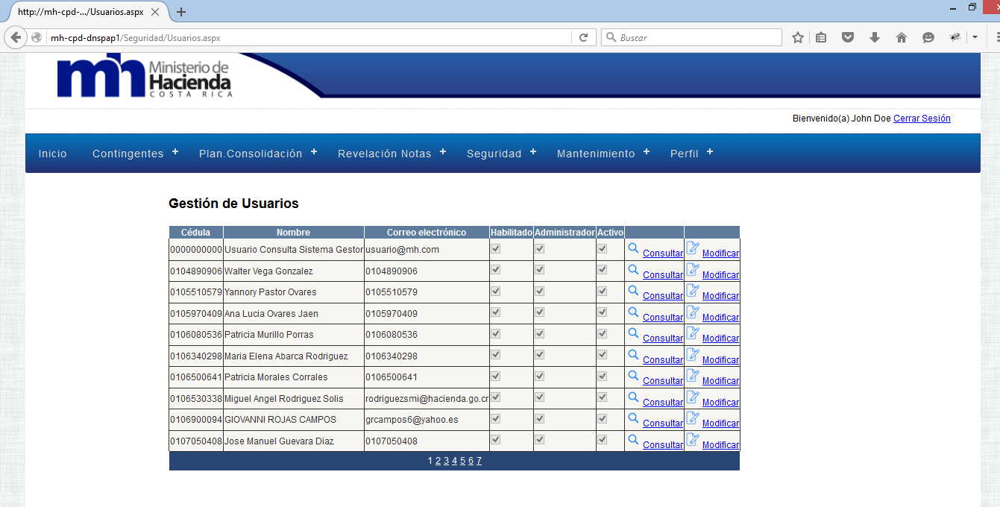 http://mh-cpd-.../Usuarios.aspx
mh-cpd-dnspap1/Seguridad/Usuarios.aspx
Buscar
mh Ministerio de
Hacienda
COSTA RICA
Bienvenido(a) John Doe Cerrar Sesión
Inicio Contingentes + Plan.Consolidación + Revelación Notas + Seguridad + Mantenimiento + Perfil +
Gestión de Usuarios
Cédula Nombre Correo electrónico Habilitado Administrador Activo
0000000000 Usuario Consulta Sistema Gestor usuario@mh.com Consultar Modificar
0104890906 Walter Vega Gonzalez 0104890906 Consultar Modificar
0105510579 Yannory Pastor Ovares 0105510579 Consultar Modificar
0105970409 Ana Lucia Ovares Jaen 0105970409 Consultar Modificar
0106080536 Patricia Murillo Porras 0106080536 Consultar Modificar
0106340298 Maria Elena Abarca Rodriguez 0106340298 Consultar Modificar
0106500641 Patricia Morales Corrales 0106500641 Consultar Modificar
0106530338 Miguel Angel Rodriguez Solis rodriguezsmi@hacienda.go.cr Consultar Modificar
0106900094 GIOVANNI ROJAS CAMPOS grcampos6@yahoo.es Consultar Modificar
0107050408 Jose Manuel Guevara Diaz 0107050408 Consultar Modificar
1 2 3 4 5 6 7